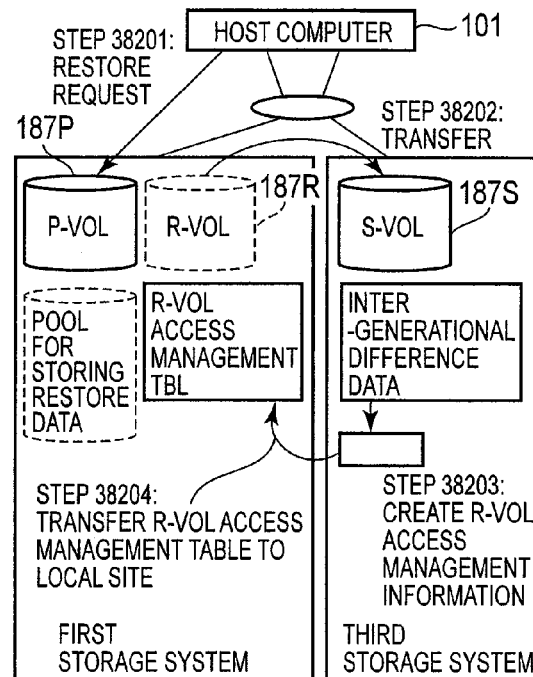 HOST COMPUTER
101
STEP 38201:
RESTORE
REQUEST
STEP 38202:
TRANSFER
187P
187R
187S
P-VOL
R-VOL
S-VOL
POOL
FOR
STORING
RESTORE
DATA
R-VOL
ACCESS
MANAGEMENT
TBL
INTER
-GENERATIONAL
DIFFERENCE
DATA
STEP 38204:
TRANSFER R-VOL ACCESS
MANAGEMENT TABLE TO
LOCAL SITE
STEP 38203:
CREATE R-VOL
ACCESS
MANAGEMENT
INFORMATION
FIRST
STORAGE SYSTEM
THIRD
STORAGE SYSTEM